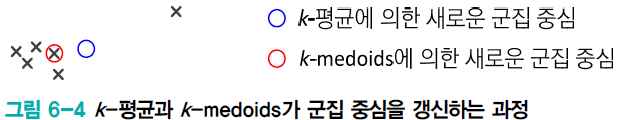 k-평균에 의한 새로운 군집 중심
k-medoids에 의한 새로운 군집 중심
그림 6-4 k-평균과 k-medoids가 군집 중심을 갱신하는 과정